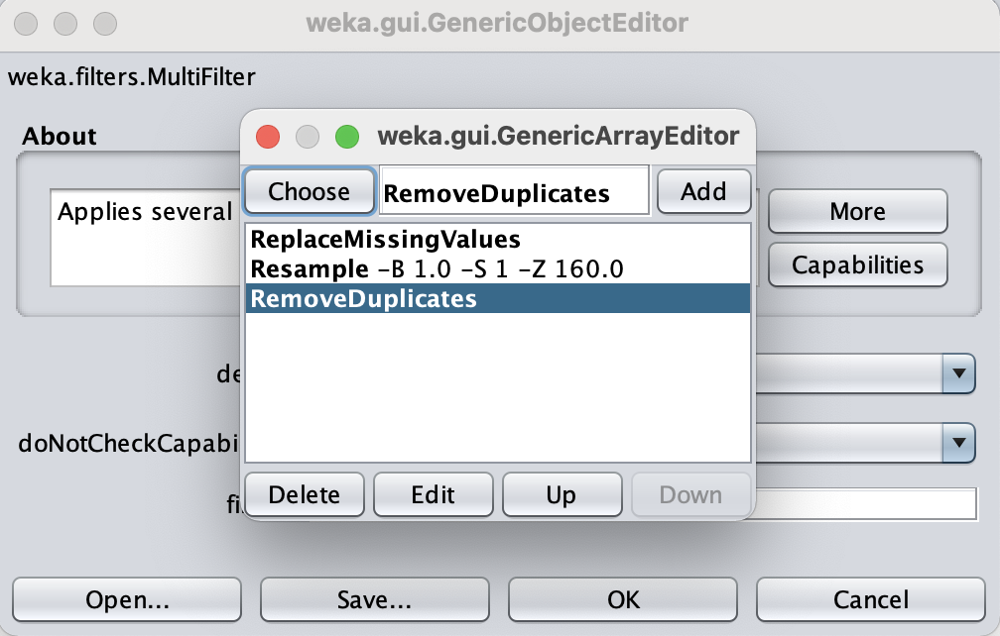 weka.gui.GenericObjectEditor
weka.filters.MultiFilter
About
weka.gui.GenericArrayEditor
Choose RemoveDuplicates Add
Applies several
More
ReplaceMissingValues
Resample -B 1.0 -S 1 -Z 160.0
Capabilities
RemoveDuplicates
de
doNotCheckCapabi
Delete Edit Up Down
Open... Save... OK Cancel